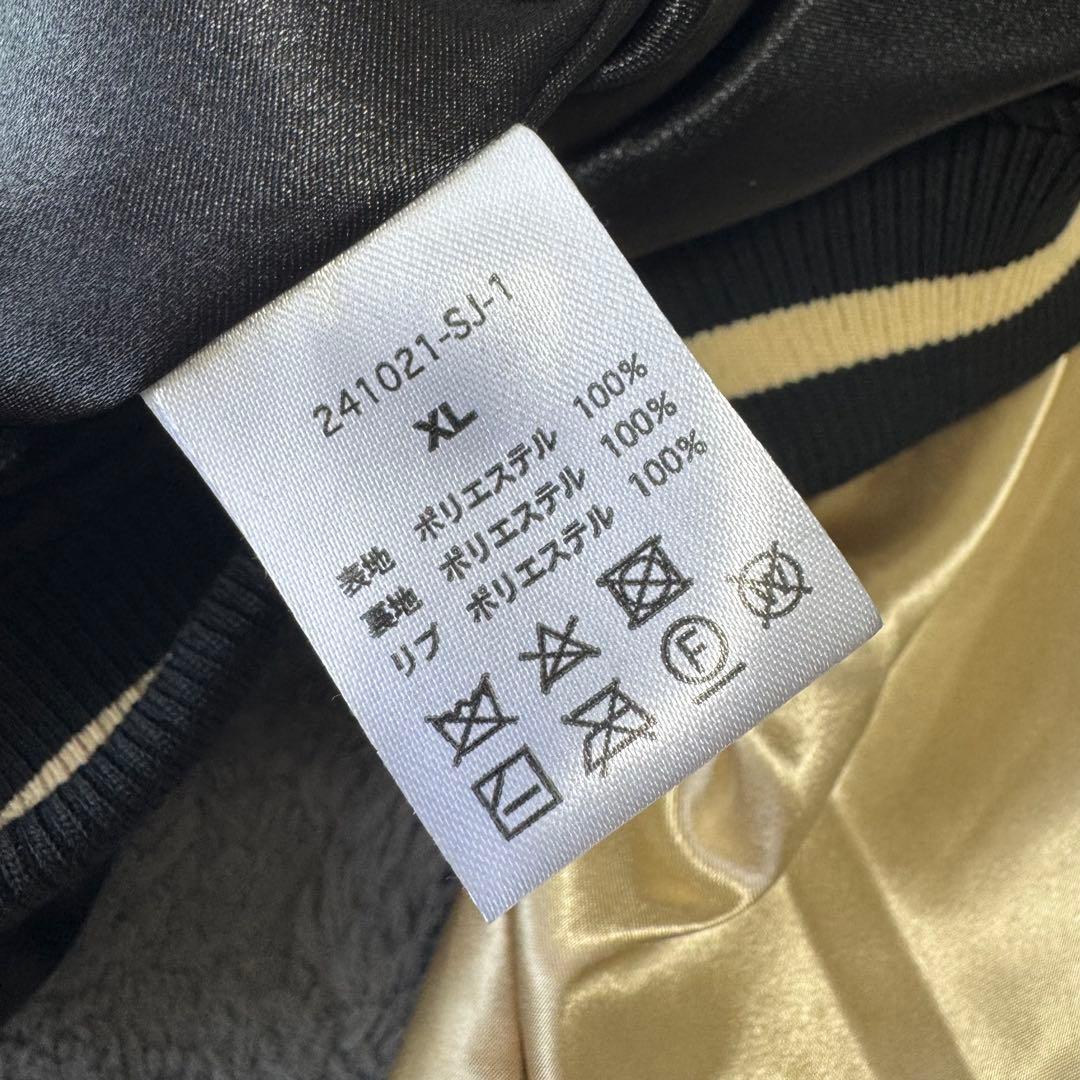 241021-SJ-1
XL
表地 ポリエステル 100%
裏地 ポリエステル 100%
リブ ポリエステル 100%
F
W